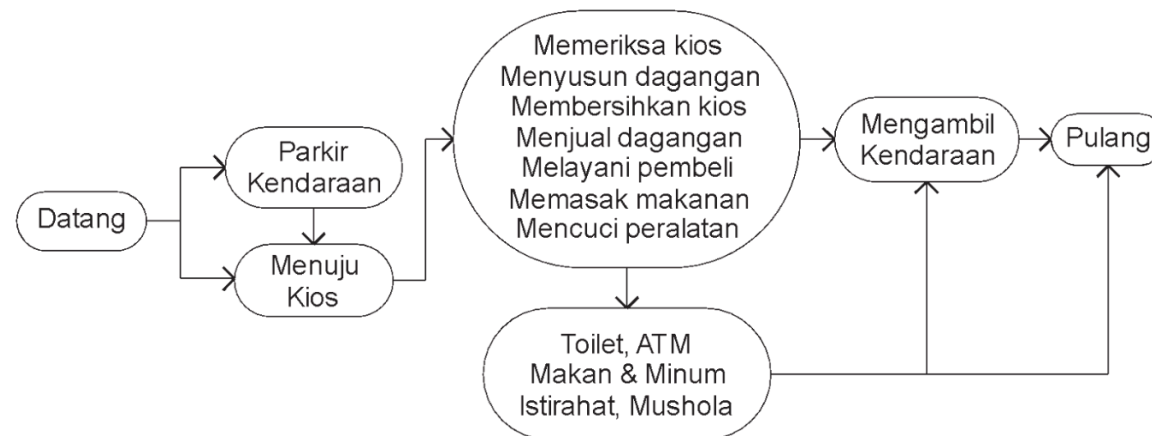 Datang
Parkir
Kendaraan
Menuju
Kios
Memeriksa kios
Menyusun dagangan
Membersihkan kios
Menjual dagangan
Melayani pembeli
Memasak makanan
Mencuci peralatan
Toilet, ATM
Makan & Minum
Istirahat, Mushola
Mengambil
Kendaraan
Pulang